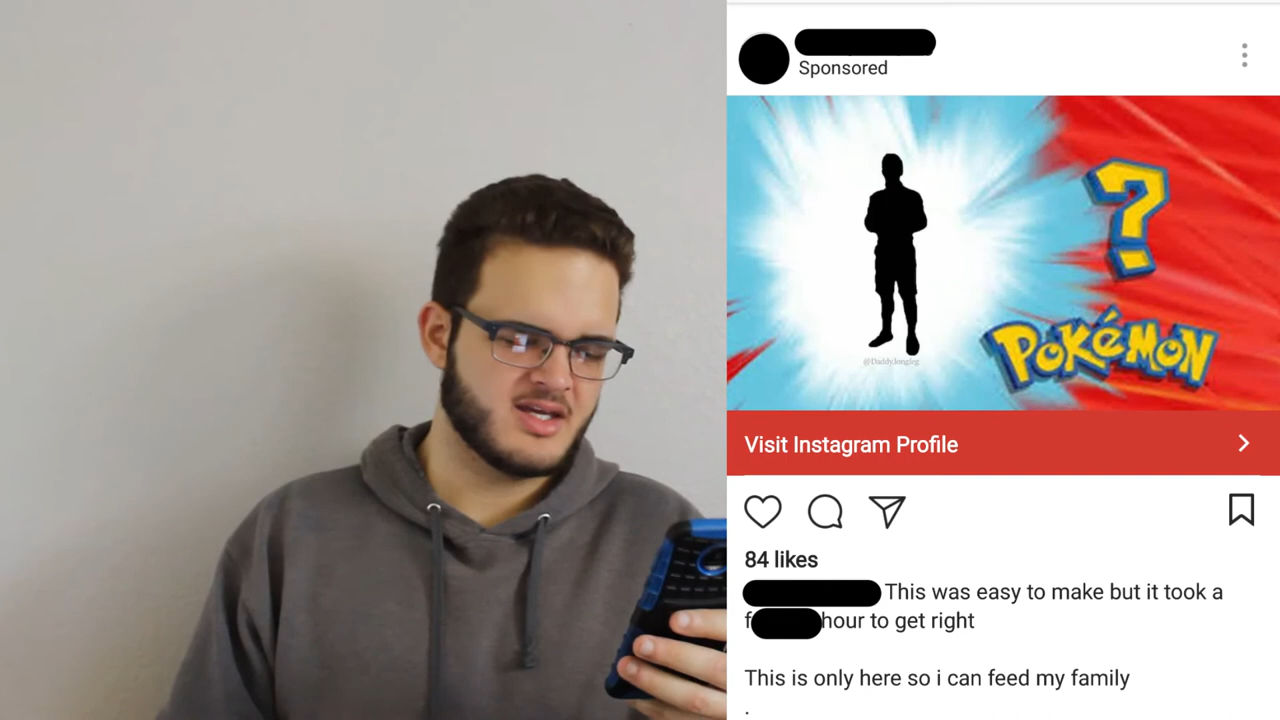 Sponsored
?
POKéMON
Visit Instagram Profile
84 likes
This was easy to make but it took a
f hour to get right
This is only here so i can feed my family
.